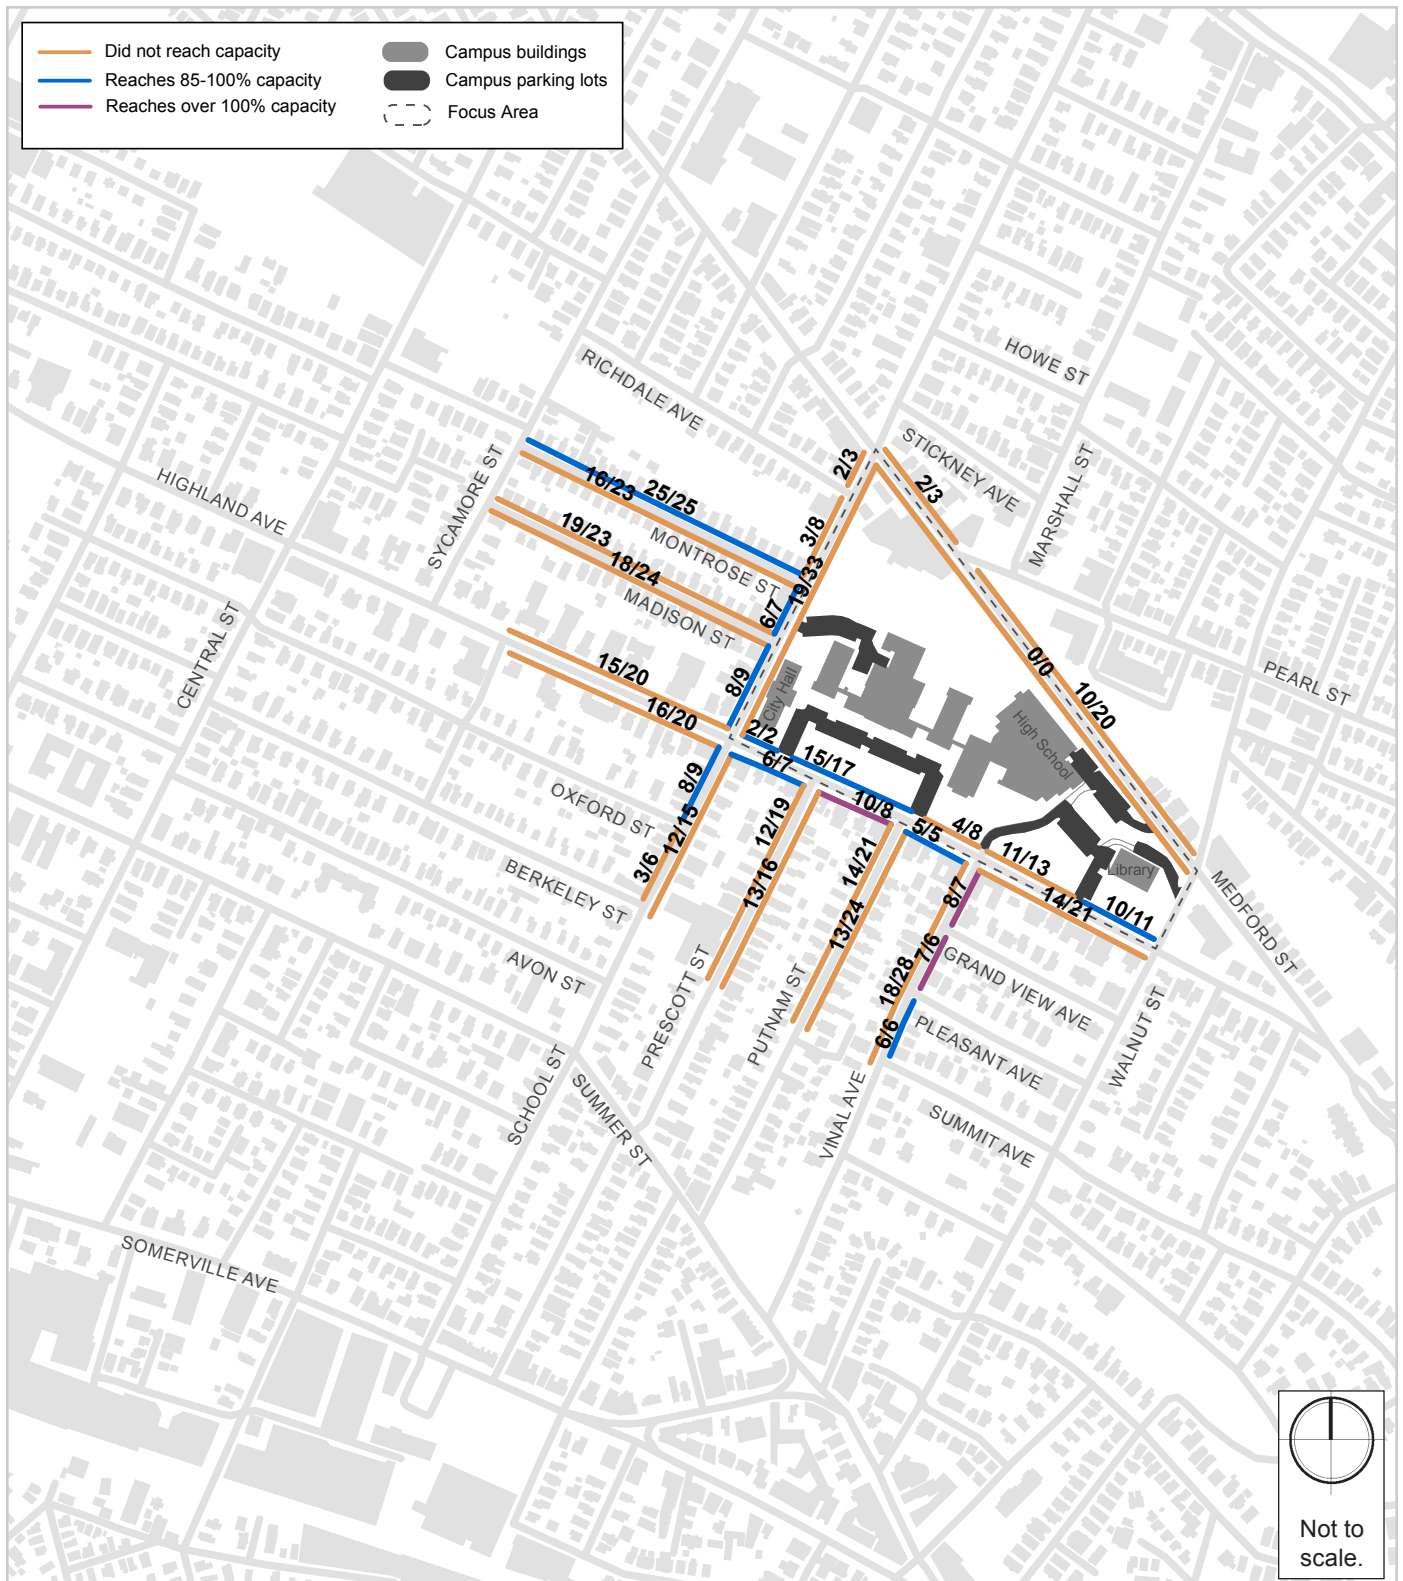 Did not reach capacity
Reaches 85-100% capacity
Reaches over 100% capacity
Campus buildings
Campus parking lots
Focus Area
HOWE ST
RICHDALE AVE
STICKNEY AVE
MARSHALL ST
SYCAMORE ST
HIGHLAND AVE
2/3
2/3
16/23
25/25
3/8
19/23
18/24
MONTROSE ST
19/33
6/7
MADISON ST
CENTRAL ST
15/20
16/20
8/9
City Hall
0/0
10/20
PEARL ST
High School
2/2
6/7
15/17
8/9
OXFORD ST
12/15
3/6
12/19
13/16
10/8
5/5
4/8
11/13
14/21
Library
10/11
MEDFORD ST
BERKELEY ST
14/21
13/24
8/7
7/6
18/28
6/6
AVON ST
GRAND VIEW AVE
PLEASANT AVE
WALNUT ST
PRESCOTT ST
PUTNAM ST
SCHOOL ST
SUMMER ST
VINAL AVE
SUMMIT AVE
SOMERVILLE AVE
Not to
scale.